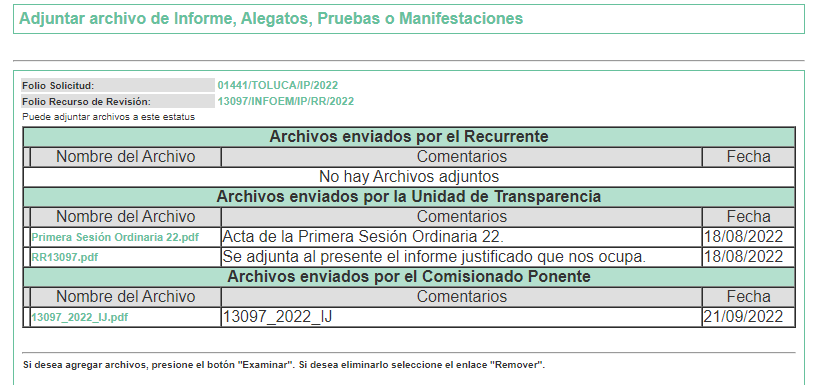 Adjuntar archivo de Informe, Alegatos, Pruebas o Manifestaciones
Folio Solicitud: 01441/TOLUCA/IP/2022
Folio Recurso de Revisión: 13097/INFOEM/IP/RR/2022
Puede adjuntar archivos a este estatus
Archivos enviados por el Recurrente
Nombre del Archivo Comentarios Fecha
No hay Archivos adjuntos
Archivos enviados por la Unidad de Transparencia
Nombre del Archivo Comentarios Fecha
Primera Sesión Ordinaria 22.pdf Acta de la Primera Sesión Ordinaria 22. 18/08/2022
RR13097.pdf Se adjunta al presente el informe justificado que nos ocupa. 18/08/2022
Archivos enviados por el Comisionado Ponente
Nombre del Archivo Comentarios Fecha
13097_2022_IJ.pdf 13097_2022_IJ 21/09/2022
Si desea agregar archivos, presione el botón "Examinar". Si desea eliminarlo seleccione el enlace "Remover".